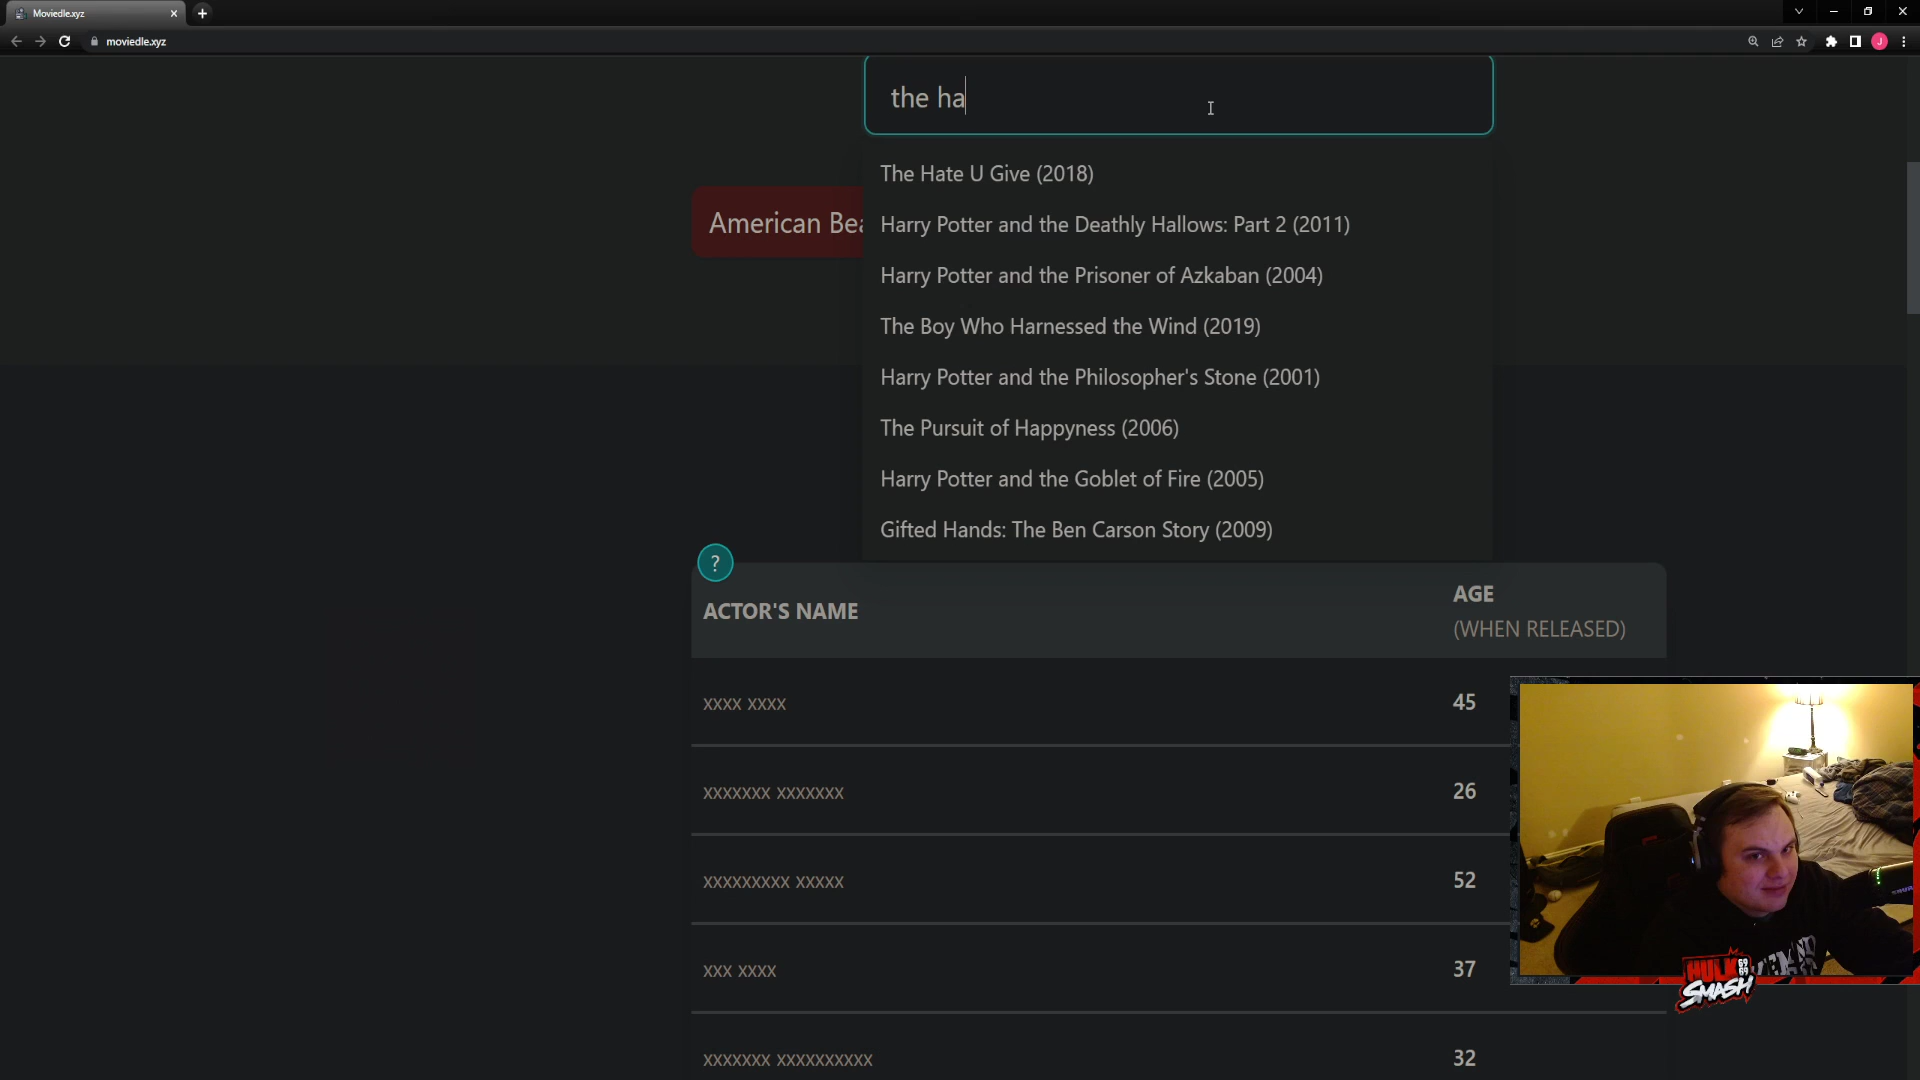 Moviedle.xyz
moviedle.xyz
J
the ha
The Hate U Give (2018)
American Bea
Harry Potter and the Deathly Hallows: Part 2 (2011)
Harry Potter and the Prisoner of Azkaban (2004)
The Boy Who Harnessed the Wind (2019)
Harry Potter and the Philosopher's Stone (2001)
The Pursuit of Happyness (2006)
Harry Potter and the Goblet of Fire (2005)
Gifted Hands: The Ben Carson Story (2009)
?
ACTOR'S NAME
AGE
(WHEN RELEASED)
xxxx xxxx 45
xxxxxxx xxxxxxx 26
xxxxxxxxx xxxxx 52
xxx xxxx 37
xxxxxxx xxxxxxxxxx 32
HULK
SMASH